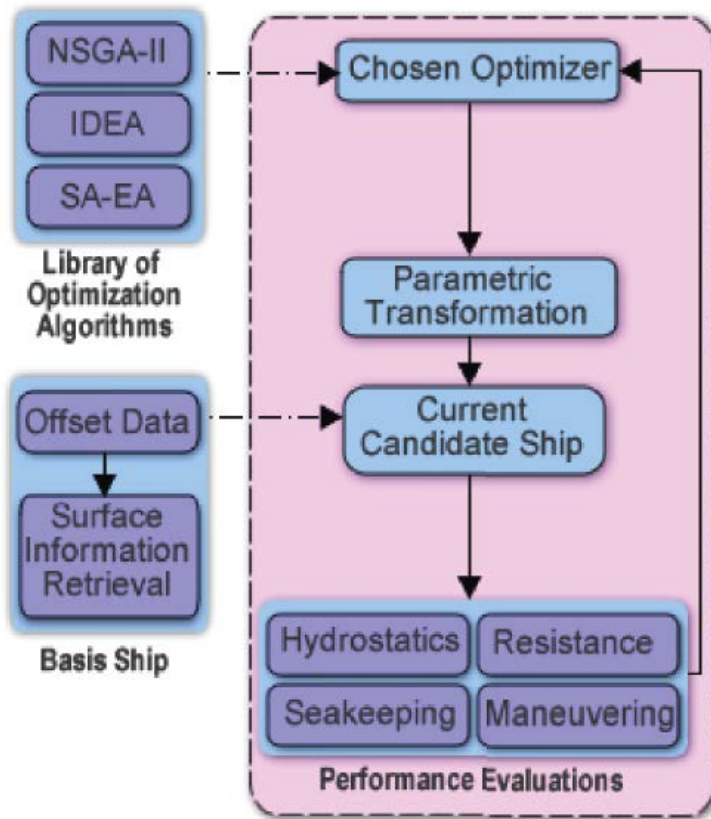 NSGA-II
IDEA
SA-EA
Library of
Optimization
Algorithms
Offset Data
Surface
Information
Retrieval
Basis Ship
Chosen Optimizer
Parametric
Transformation
Current
Candidate Ship
Hydrostatics
Resistance
Seakeeping
Maneuvering
Performance Evaluations